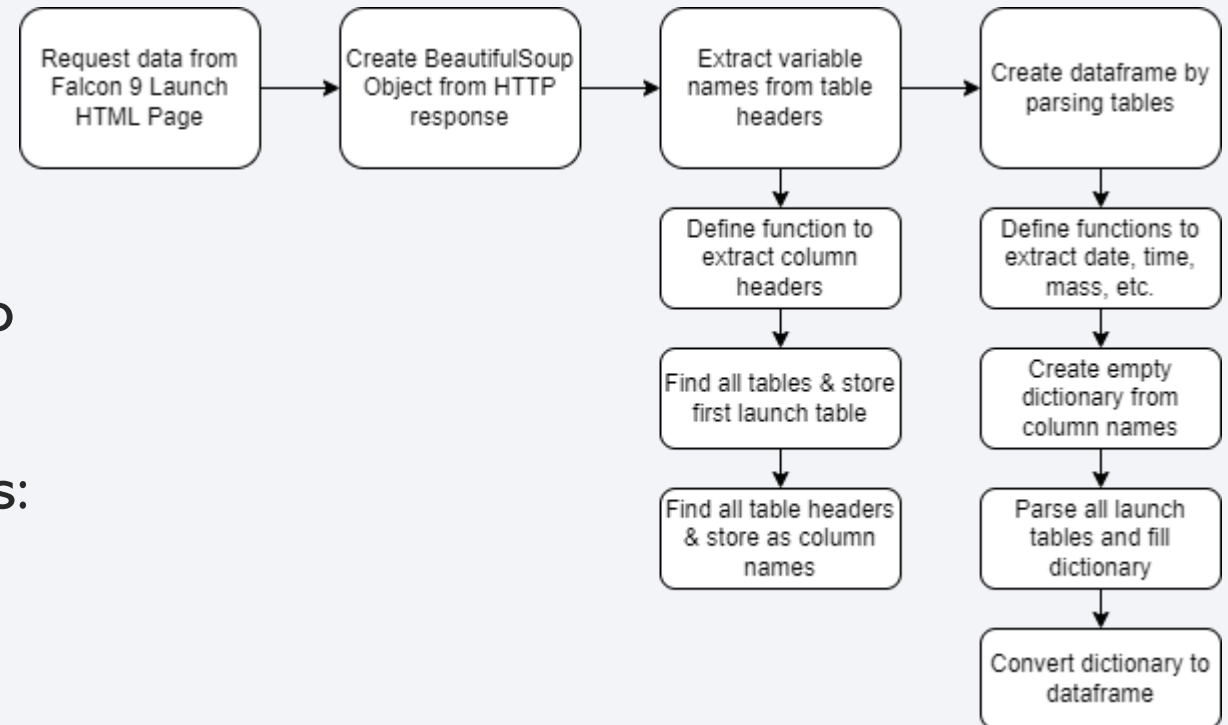 Request data from
Falcon 9 Launch
HTML Page
Create BeautifulSoup
Object from HTTP
response
Extract variable
names from table
headers
Create dataframe by
parsing tables
Define function to
extract column
headers
Define functions to
extract date, time,
mass, etc.
Find all tables & store
first launch table
Create empty
dictionary from
column names
Find all table headers
& store as column
names
Parse all launch
tables and fill
dictionary
Convert dictionary to
dataframe
o
s: